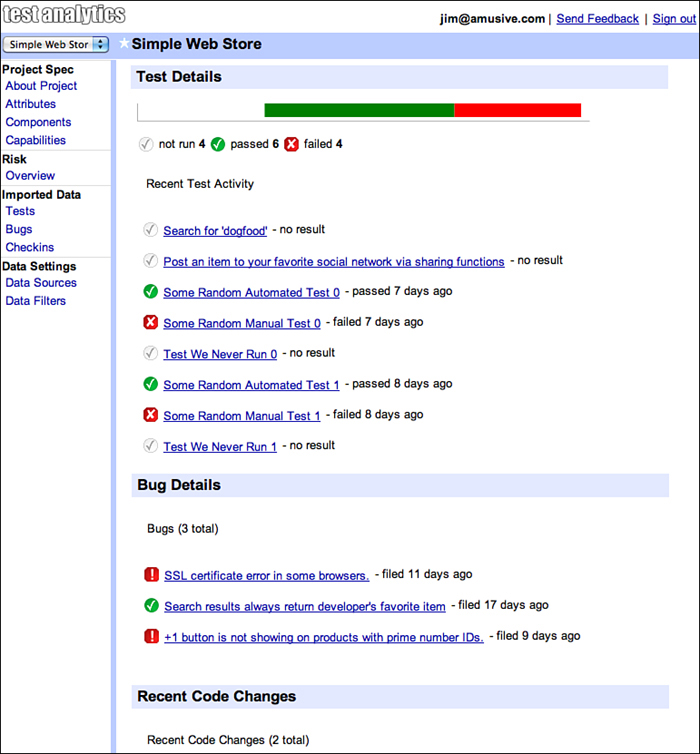 test analytics
jim@amusive.com | Send Feedback | Sign out
Simple Web Stor
Simple Web Store
Project Spec
About Project
Attributes
Components
Capabilities
Risk
Overview
Imported Data
Tests
Bugs
Checkins
Data Settings
Data Sources
Data Filters
Test Details
not run 4 passed 6 failed 4
Recent Test Activity
Search for 'dogfood' - no result
Post an item to your favorite social network via sharing functions - no result
Some Random Automated Test 0 - passed 7 days ago
Some Random Manual Test 0 - failed 7 days ago
Test We Never Run 0 - no result
Some Random Automated Test 1 - passed 8 days ago
Some Random Manual Test 1 - failed 8 days ago
Test We Never Run 1 - no result
Bug Details
Bugs (3 total)
SSL certificate error in some browsers. - filed 11 days ago
Search results always return developer's favorite item - filed 17 days ago
+1 button is not showing on products with prime number IDs. - filed 9 days ago
Recent Code Changes
Recent Code Changes (2 total)